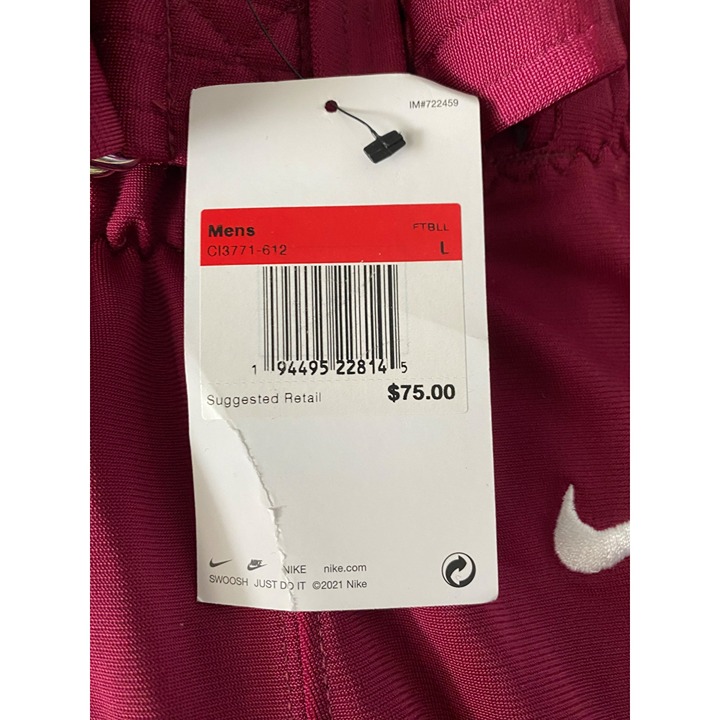 IM#722459
Mens FTBLL
CI3771-612 L
1 94495 22814 5
Suggested Retail $75.00
NIKE nike.com
SWOOSH JUST DO IT ©2021 Nike